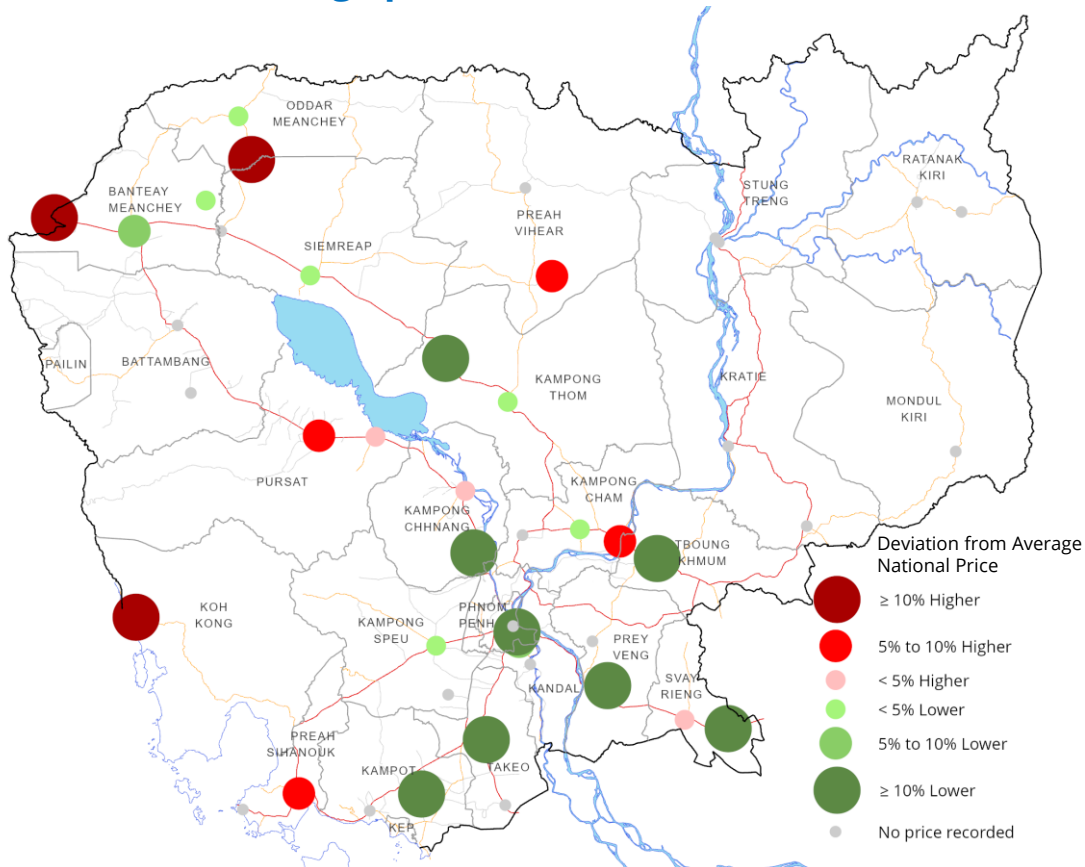 ODDAR
MEANCHEY
BANTEAY
MEANCHEY
RATANAK
KIRI
STUNG
TRENG
PREAH
VIHEAR
SIEMREAP
PAILIN
BATTAMBANG
KAMPONG
THOM
KRATIE
MONDUL
KIRI
PURSAT
KAMPONG
CHAM
KAMPONG
CHHNANG
TBOUNG
KHMUM
KOH
KONG
KAMPONG
SPEU
PHNOM
PENH
PREY
VENG
KANDAL
SVAY
RIENG
PREAH
SIHANOUK
KAMPOT
TAKEO
KEP
Deviation from Average
National Price
≥ 10% Higher
5% to 10% Higher
< 5% Higher
< 5% Lower
5% to 10% Lower
≥ 10% Lower
No price recorded